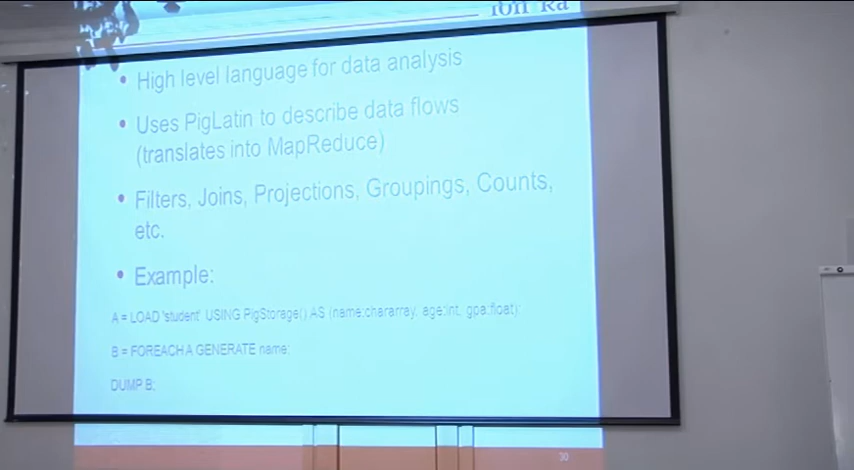 ion Ra
• High level language for data analysis
• Uses PigLatin to describe data flows
(translates into MapReduce)
• Filters, Joins, Projections, Groupings, Counts,
etc.
• Example:
A = LOAD 'student' USING PigStorage() AS (name:chararray, age:int, gpa:float);
B = FOREACH A GENERATE name;
DUMP B;
30